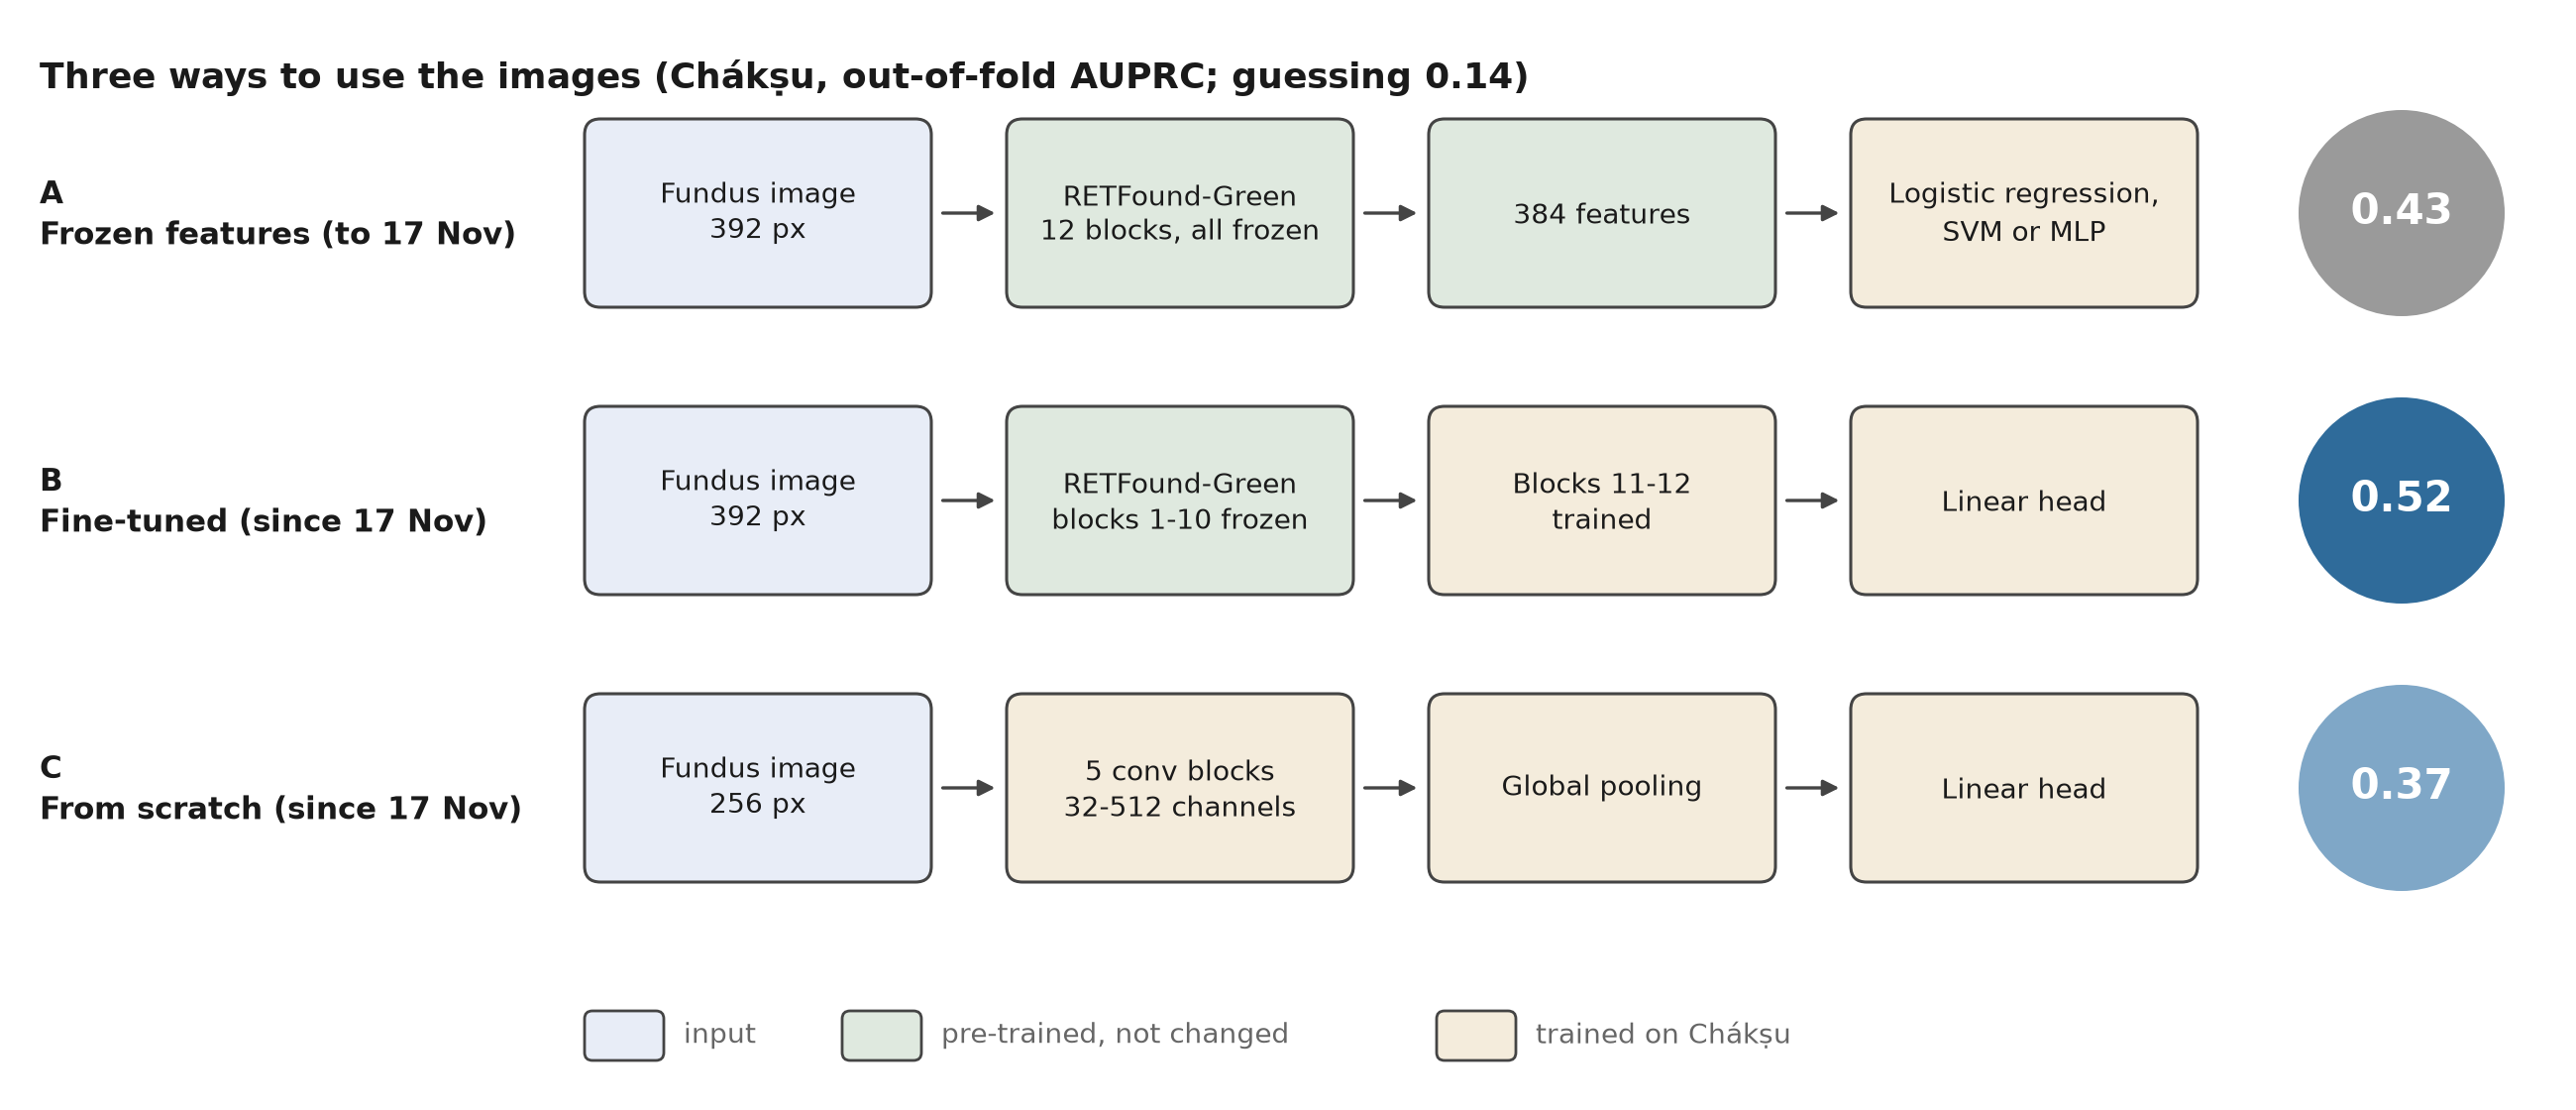 Three ways to use the images (Chákṣu, out-of-fold AUPRC; guessing 0.14)
A
Frozen features (to 17 Nov)
Fundus image
392 px
RETFound-Green
12 blocks, all frozen
384 features
Logistic regression,
SVM or MLP
0.43
B
Fine-tuned (since 17 Nov)
Fundus image
392 px
RETFound-Green
blocks 1-10 frozen
Blocks 11-12
trained
Linear head
0.52
C
From scratch (since 17 Nov)
Fundus image
256 px
5 conv blocks
32-512 channels
Global pooling
Linear head
0.37
input
pre-trained, not changed
trained on Chákṣu